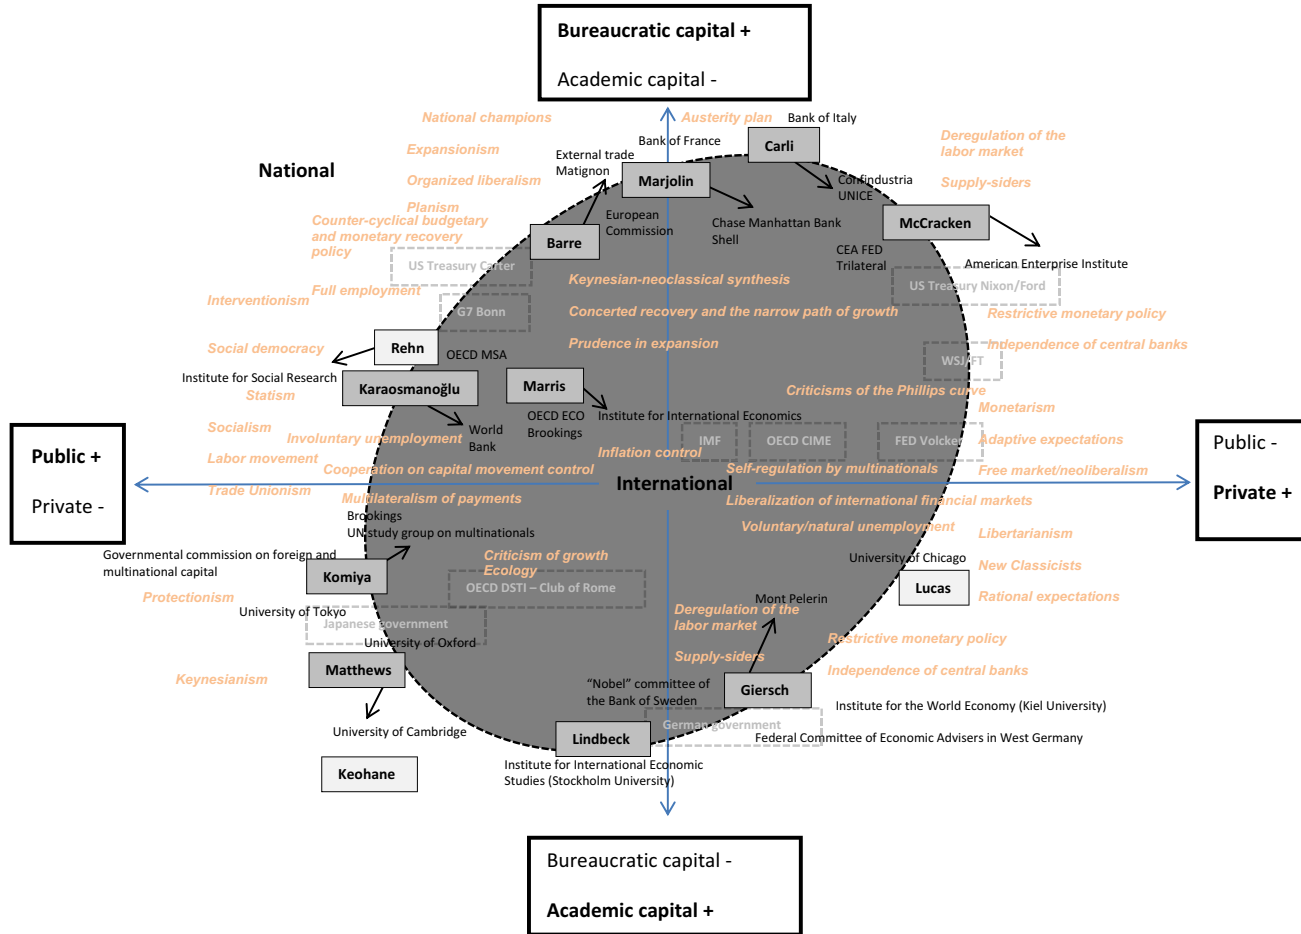 Bureaucratic capital +
Academic capital -
National champions
Austerity plan
Bank of Italy
Bank of France
Carli
Deregulation of the
labor market
Expansionism
External trade
Matignon
National
Organized liberalism
Marjolin
Confindustria
UNICE
Supply-siders
Planism
Counter-cyclical budgetary
and monetary recovery
policy
European
Commission
Chase Manhattan Bank
Shell
McCracken
Barre
CEA FED
Trilateral
American Enterprise Institute
US Treasury Carter
Keynesian-neoclassical synthesis
US Treasury Nixon/Ford
Full employment
Interventionism
G7 Bonn
Concerted recovery and the narrow path of growth
Restrictive monetary policy
Prudence in expansion
Independence of central banks
Rehn
Social democracy
OECD MSA
WSJ/FT
Institute for Social Research
Karaosmanoğlu
Marris
Criticisms of the Phillips curve
Statism
Monetarism
OECD ECO
Brookings
Institute for International Economics
World
Bank
Socialism
Involuntary unemployment
IMF
OECD CIME
FED Volcker
Adaptive expectations
Public +
Private -
Labor movement
Inflation control
Cooperation on capital movement control
Self-regulation by multinationals
Free market/neoliberalism
Public -
Private +
International
Trade Unionism
Multilateralism of payments
Liberalization of international financial markets
Brookings
UN study group on multinationals
Voluntary/natural unemployment
Libertarianism
Governmental commission on foreign and
multinational capital
Criticism of growth
Ecology
University of Chicago
New Classicists
Komiya
OECD DSTI – Club of Rome
Lucas
Protectionism
Mont Pelerin
Rational expectations
University of Tokyo
Japanese government
Deregulation of the
labor market
University of Oxford
Restrictive monetary policy
Supply-siders
Matthews
Independence of central banks
Keynesianism
"Nobel" committee of
the Bank of Sweden
Giersch
Institute for the World Economy (Kiel University)
University of Cambridge
German government
Lindbeck
Federal Committee of Economic Advisers in West Germany
Keohane
Institute for International Economic
Studies (Stockholm University)
Bureaucratic capital -
Academic capital +